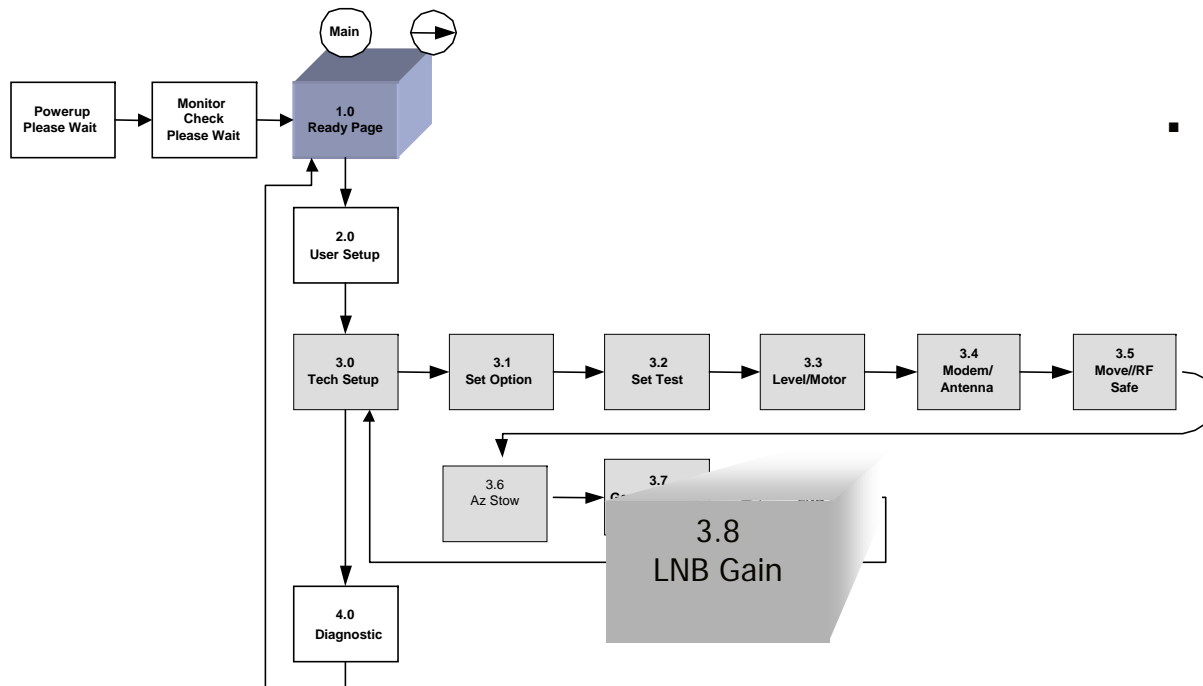 Main
Powerup
Please Wait
Monitor
Check
Please Wait
1.0
Ready Page
2.0
User Setup
3.0
Tech Setup
3.1
Set Option
3.2
Set Test
3.3
Level/Motor
3.4
Modem/
Antenna
3.5
Move//RF
Safe
3.6
Az Stow
3.7
3.8
LNB Gain
4.0
Diagnostic